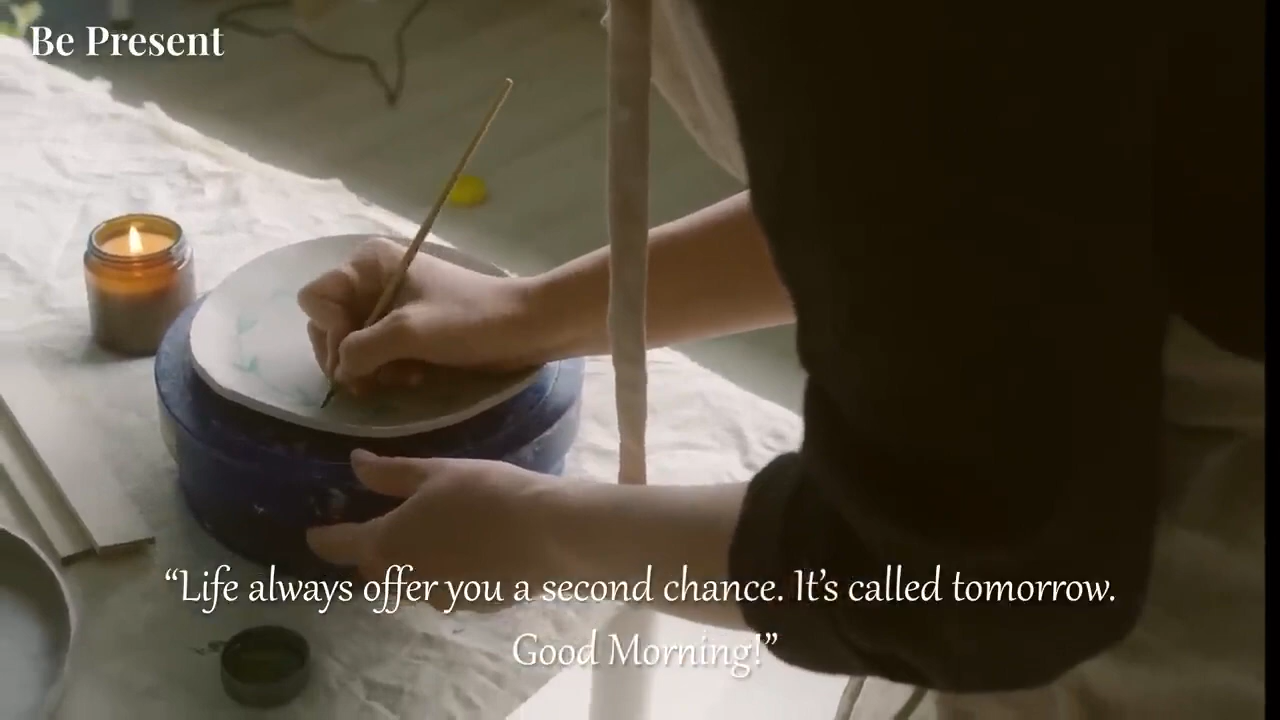 Be Present
“Life always offer you a second chance. It’s called tomorrow.
Good Morning!”